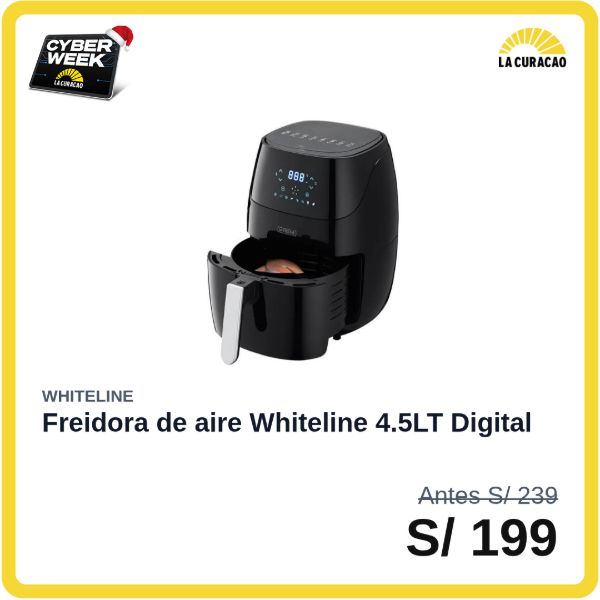 CYBER
WEEK
LA CURACAO
LA CURACAO
WHITELINE
Freidora de aire Whiteline 4.5LT Digital
Antes S/ 239
S/ 199